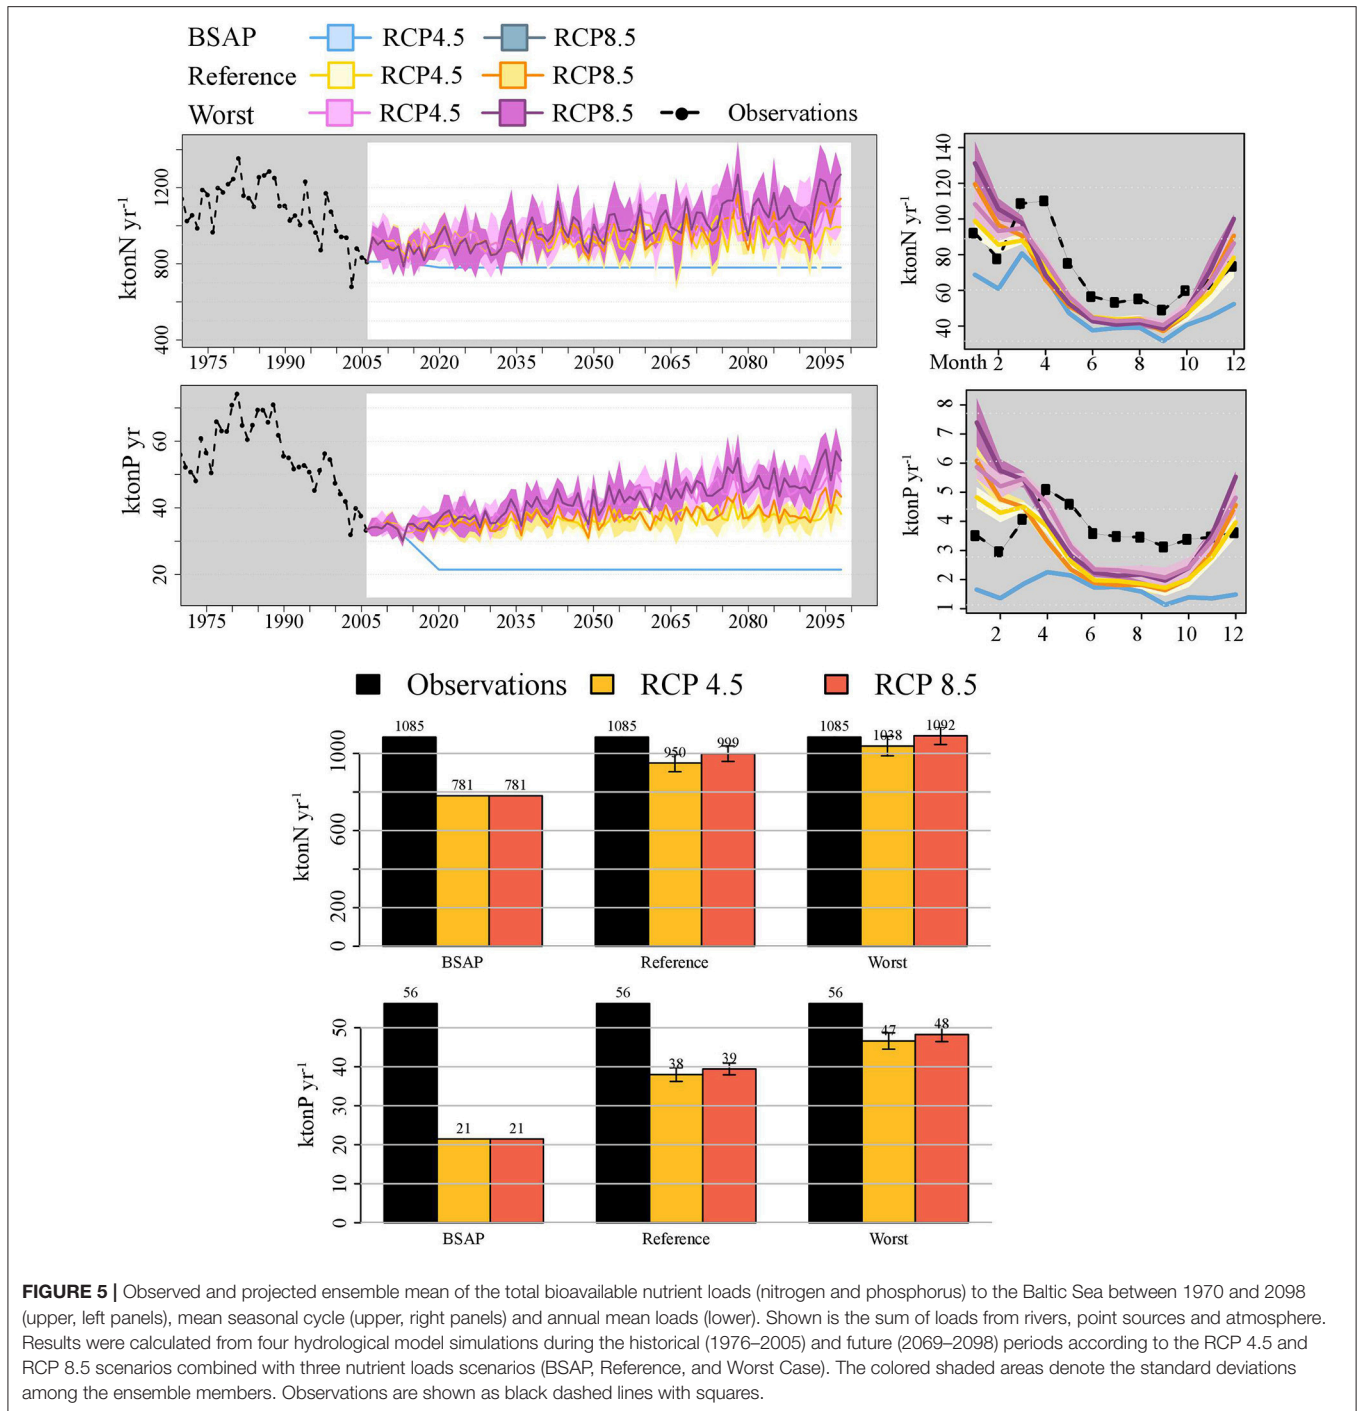 BSAP RCP4.5 RCP8.5
Reference RCP4.5 RCP8.5
Worst RCP4.5 RCP8.5 Observations
ktonN yr-1
400 800 1200
1975 1990 2005 2020 2035 2050 2065 2080 2095
ktonN yr-1
40 60 80 100 120 140
Month 2 4 6 8 10 12
ktonP yr
20 40 60
1975 1990 2005 2020 2035 2050 2065 2080 2095
ktonP yr-1
1 2 3 4 5 6 7 8
2 4 6 8 10 12
Observations RCP 4.5 RCP 8.5
ktonN yr-1
0 200 600 1000
1085 781 781 1085 950 999 1085 1038 1092
BSAP Reference Worst
ktonP yr-1
0 10 20 30 40 50
56 21 21 56 38 39 56 47 48
BSAP Reference Worst
FIGURE 5 | Observed and projected ensemble mean of the total bioavailable nutrient loads (nitrogen and phosphorus) to the Baltic Sea between 1970 and 2098
(upper, left panels), mean seasonal cycle (upper, right panels) and annual mean loads (lower). Shown is the sum of loads from rivers, point sources and atmosphere.
Results were calculated from four hydrological model simulations during the historical (1976–2005) and future (2069–2098) periods according to the RCP 4.5 and
RCP 8.5 scenarios combined with three nutrient loads scenarios (BSAP, Reference, and Worst Case). The colored shaded areas denote the standard deviations
among the ensemble members. Observations are shown as black dashed lines with squares.